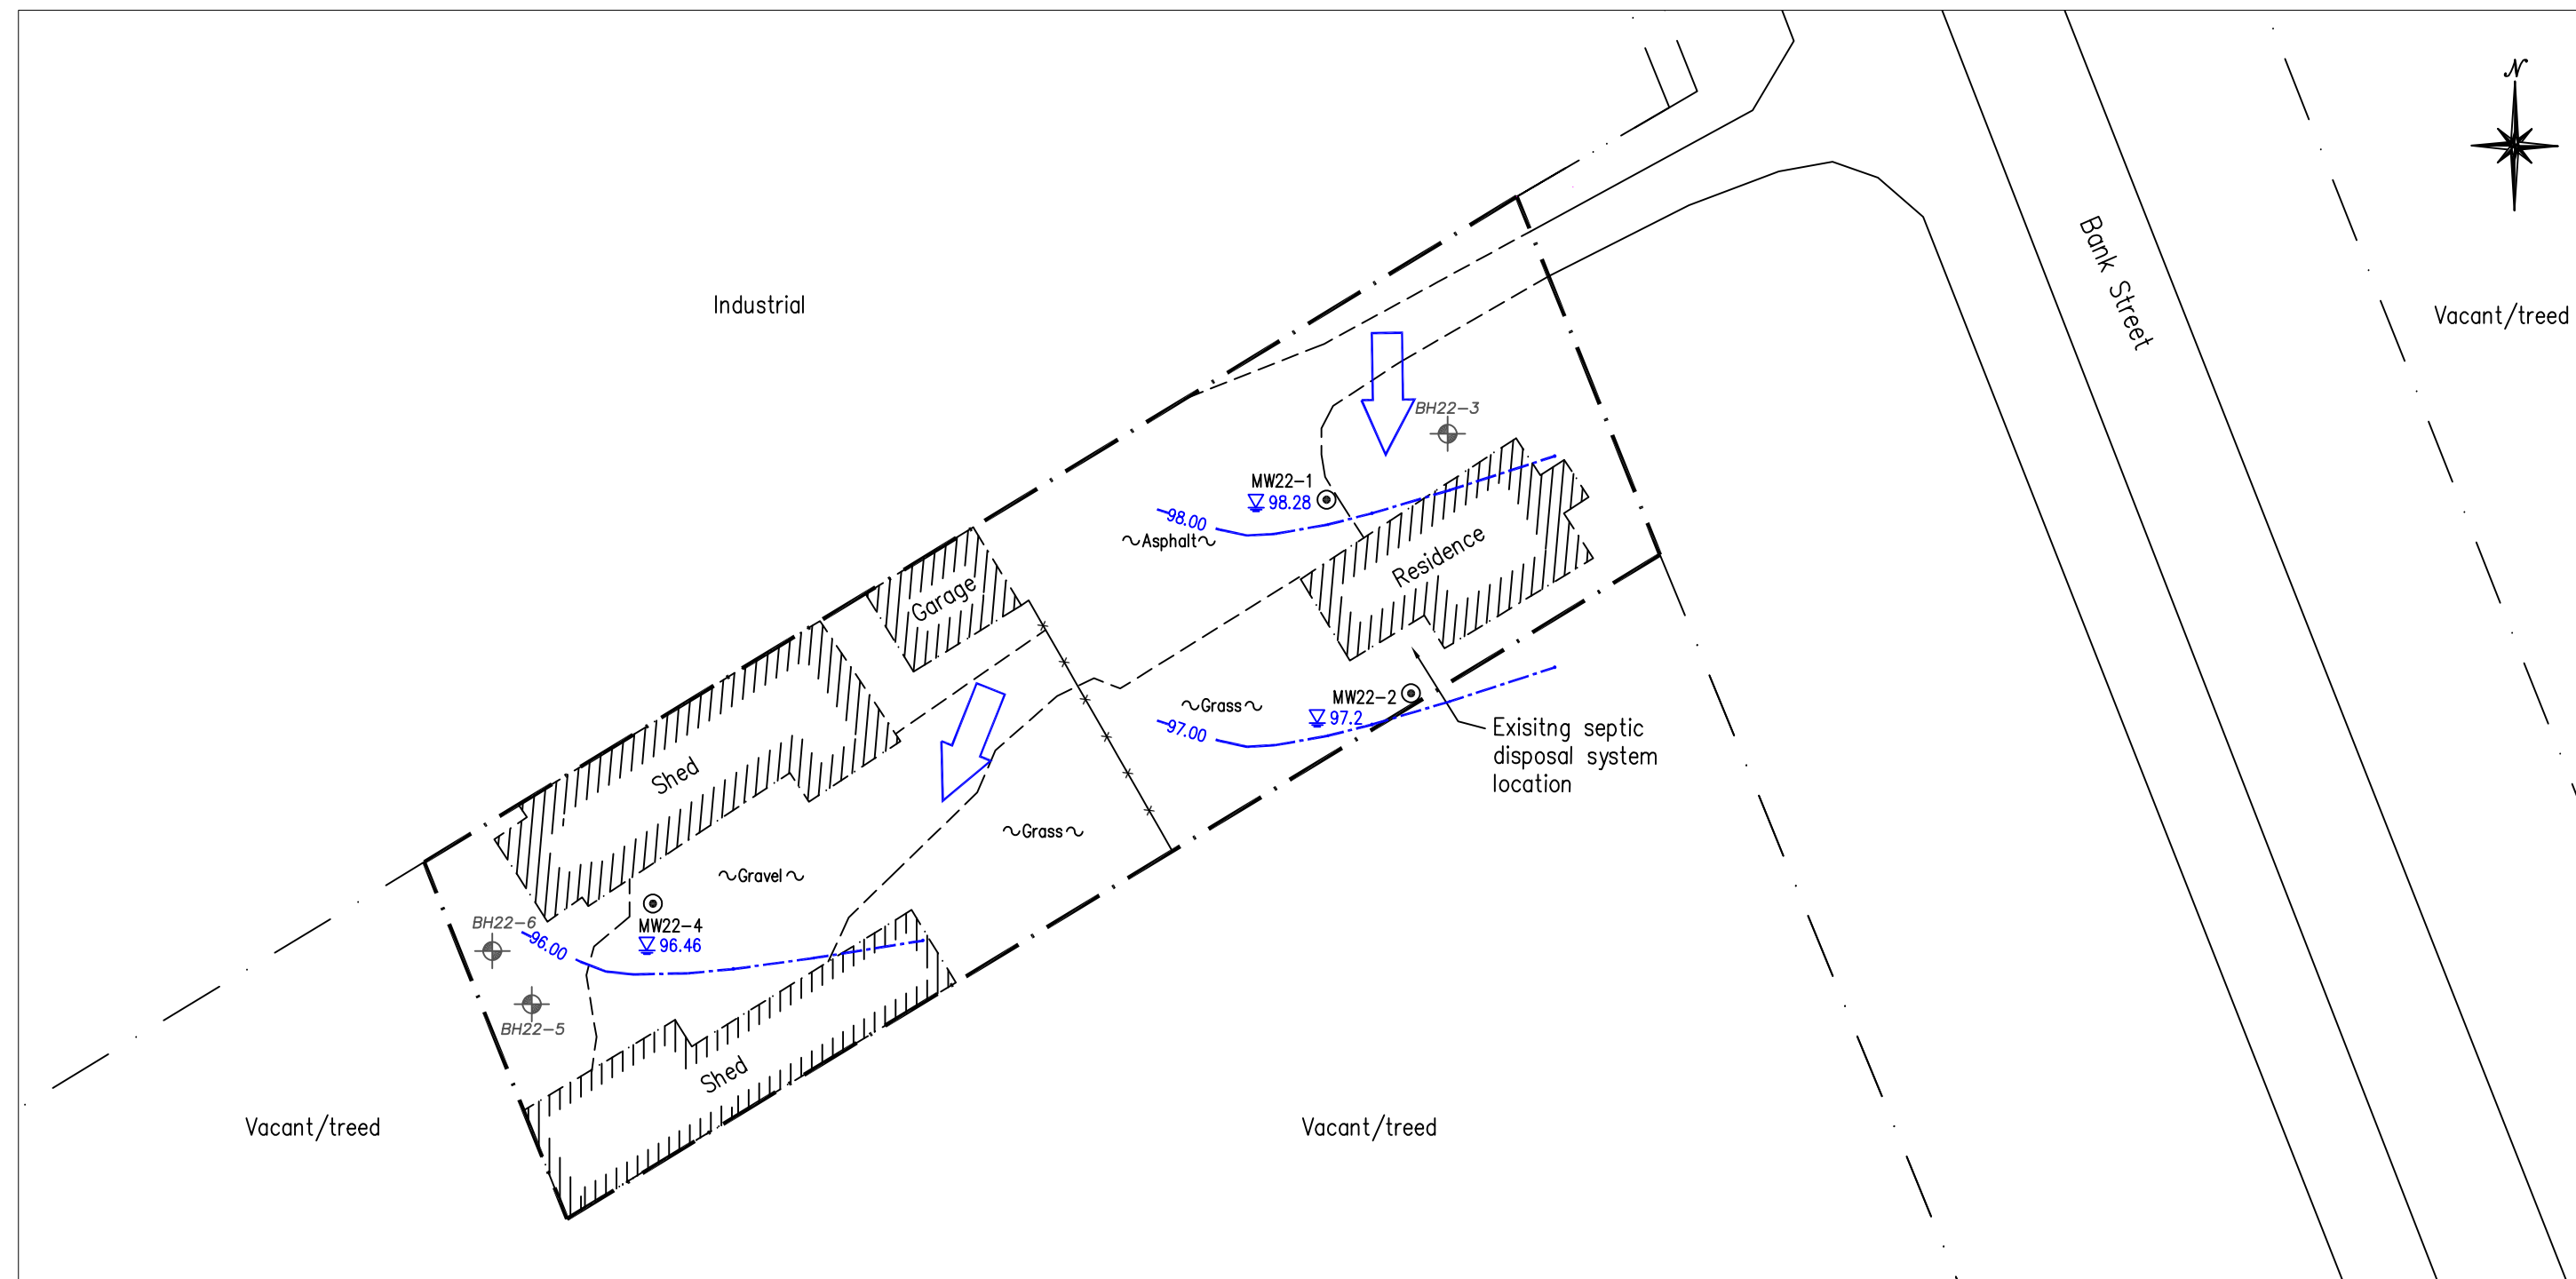 N
Bank Street
Industrial
Vacant/treed
BH22-3
MW22-1
98.28
98.00
~Asphalt~
Residence
Garage
MW22-2
97.2
~Grass~
97.00
Exisitng septic
disposal system
location
Shed
~Grass~
~Gravel~
BH22-6
96.00
MW22-4
96.46
BH22-5
Shed
Vacant/treed
Vacant/treed